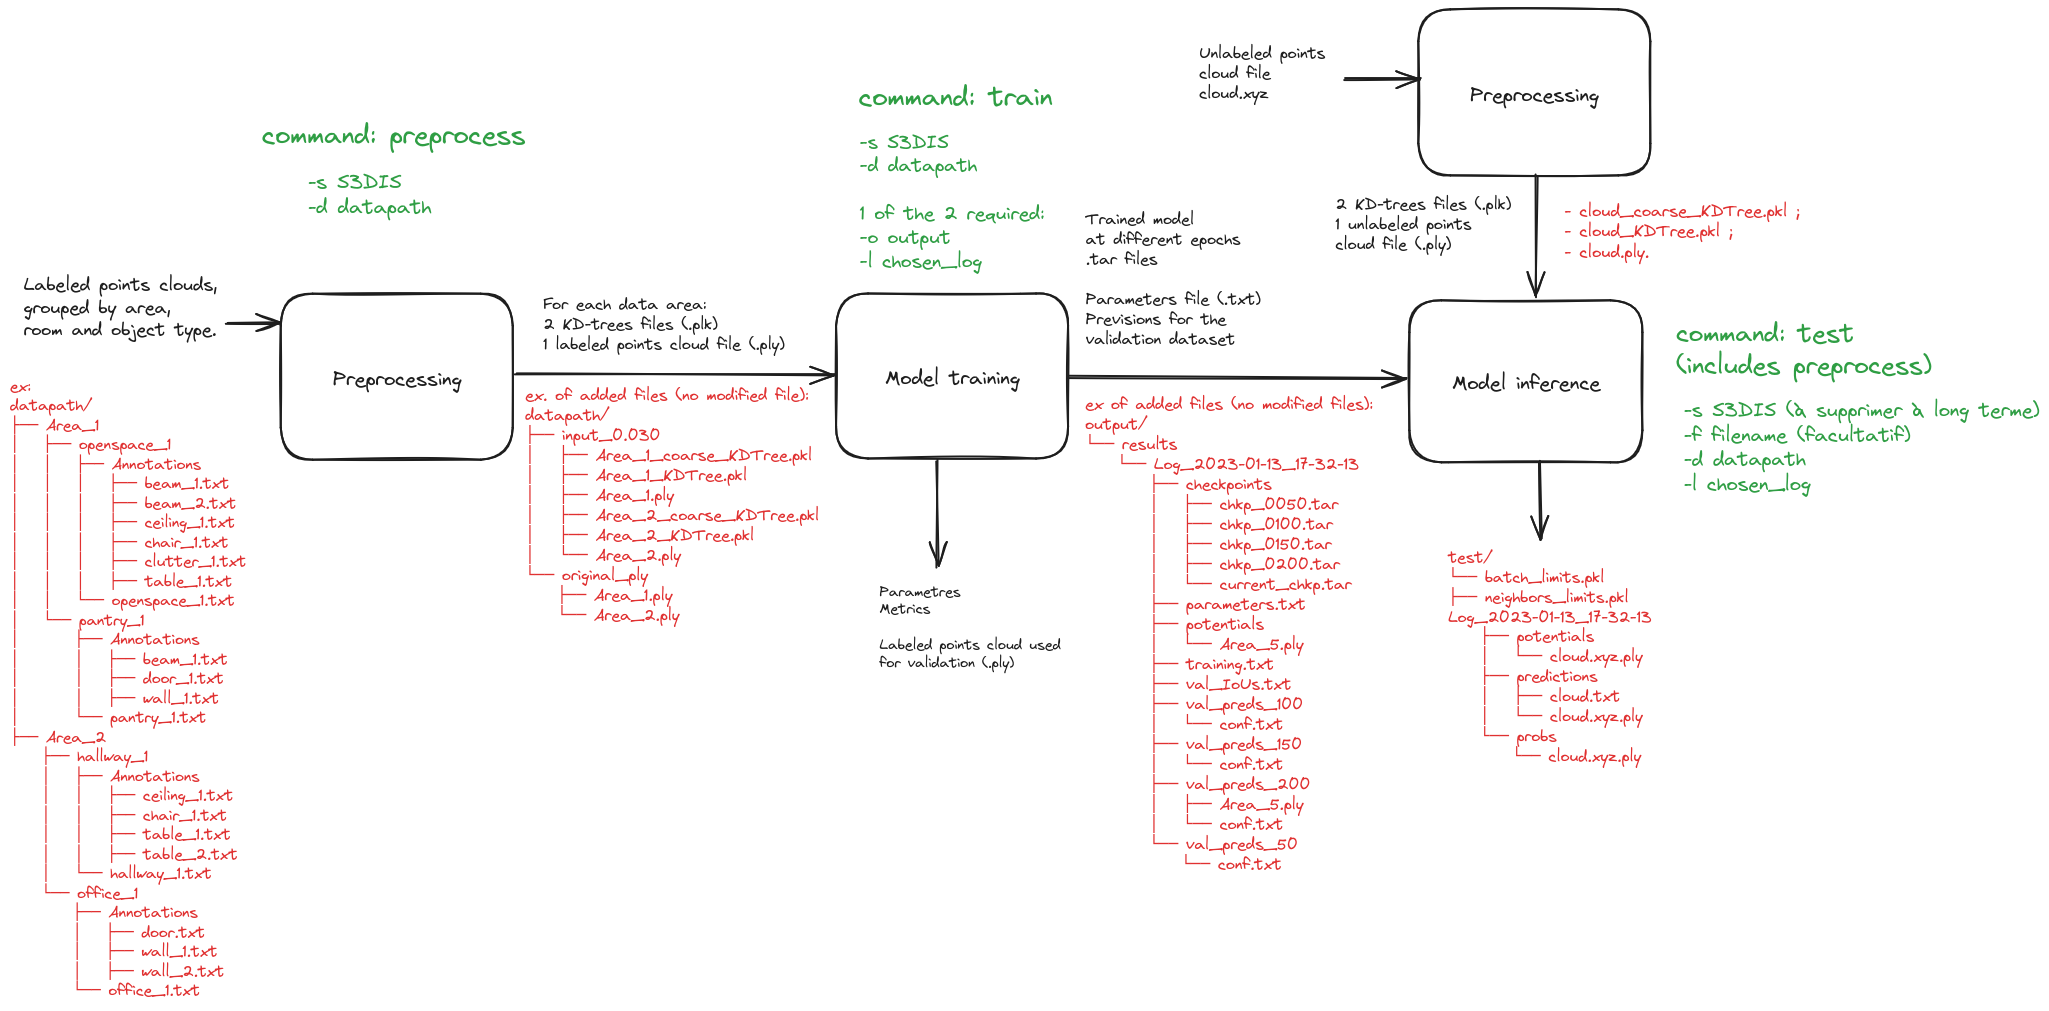 Unlabeled points
cloud file
cloud.xyz
Preprocessing
command: train
-s S3DIS
-d datapath
1 of the 2 required:
-o output
-l chosen_log
command: preprocess
-s S3DIS
-d datapath
Trained model
at different epochs
.tar files
Parameters file (.txt)
Previsions for the
validation dataset
2 KD-trees files (.plk)
1 unlabeled points
cloud file (.ply)
- cloud_coarse_KDTree.pkl ;
- cloud_KDTree.pkl ;
- cloud.ply.
Labeled points clouds,
grouped by area,
room and object type.
Preprocessing
For each data area:
2 KD-trees files (.plk)
1 labeled points cloud file (.ply)
Model training
Model inference
command: test
(includes preprocess)
-s S3DIS (à supprimer à long terme)
-f filename (facultatif)
-d datapath
-l chosen_log
ex:
datapath/
Area_1
openspace_1
Annotations
beam_1.txt
beam_2.txt
ceiling_1.txt
chair_1.txt
clutter_1.txt
table_1.txt
openspace_1.txt
pantry_1
Annotations
beam_1.txt
door_1.txt
wall_1.txt
pantry_1.txt
Area_2
hallway_1
Annotations
ceiling_1.txt
chair_1.txt
table_1.txt
table_2.txt
hallway_1.txt
office_1
Annotations
door.txt
wall_1.txt
wall_2.txt
office_1.txt
ex. of added files (no modified file):
datapath/
input_0.030
Area_1_coarse_KDTree.pkl
Area_1_KDTree.pkl
Area_1.ply
Area_2_coarse_KDTree.pkl
Area_2_KDTree.pkl
Area_2.ply
original_ply
Area_1.ply
Area_2.ply
Parametres
Metrics
Labeled points cloud used
for validation (.ply)
ex of added files (no modified files):
output/
results
Log_2023-01-13_17-32-13
checkpoints
chkp_0050.tar
chkp_0100.tar
chkp_0150.tar
chkp_0200.tar
current_chkp.tar
parameters.txt
potentials
Area_5.ply
training.txt
val_IoUs.txt
val_preds_100
conf.txt
val_preds_150
conf.txt
val_preds_200
Area_5.ply
conf.txt
val_preds_50
conf.txt
test/
batch_limits.pkl
neighbors_limits.pkl
Log_2023-01-13_17-32-13
potentials
cloud.xyz.ply
predictions
cloud.txt
cloud.xyz.ply
probs
cloud.xyz.ply